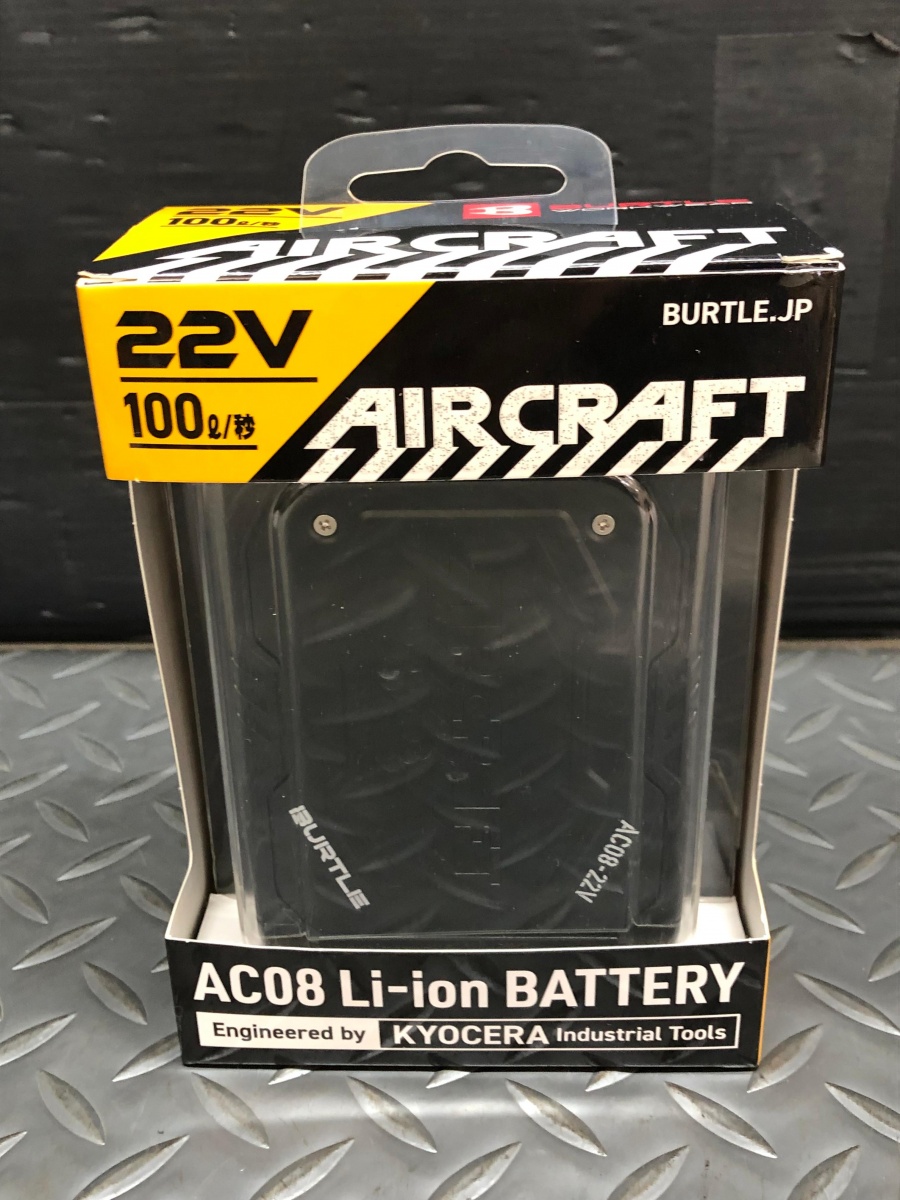 22V
100ℓ/秒
BURTLE
AIRCRAFT
22V
100ℓ/秒
BURTLE.JP
AIRCRAFT
BURTLE
AC08-22V
AC08 Li-ion BATTERY
Engineered by KYOCERA Industrial Tools